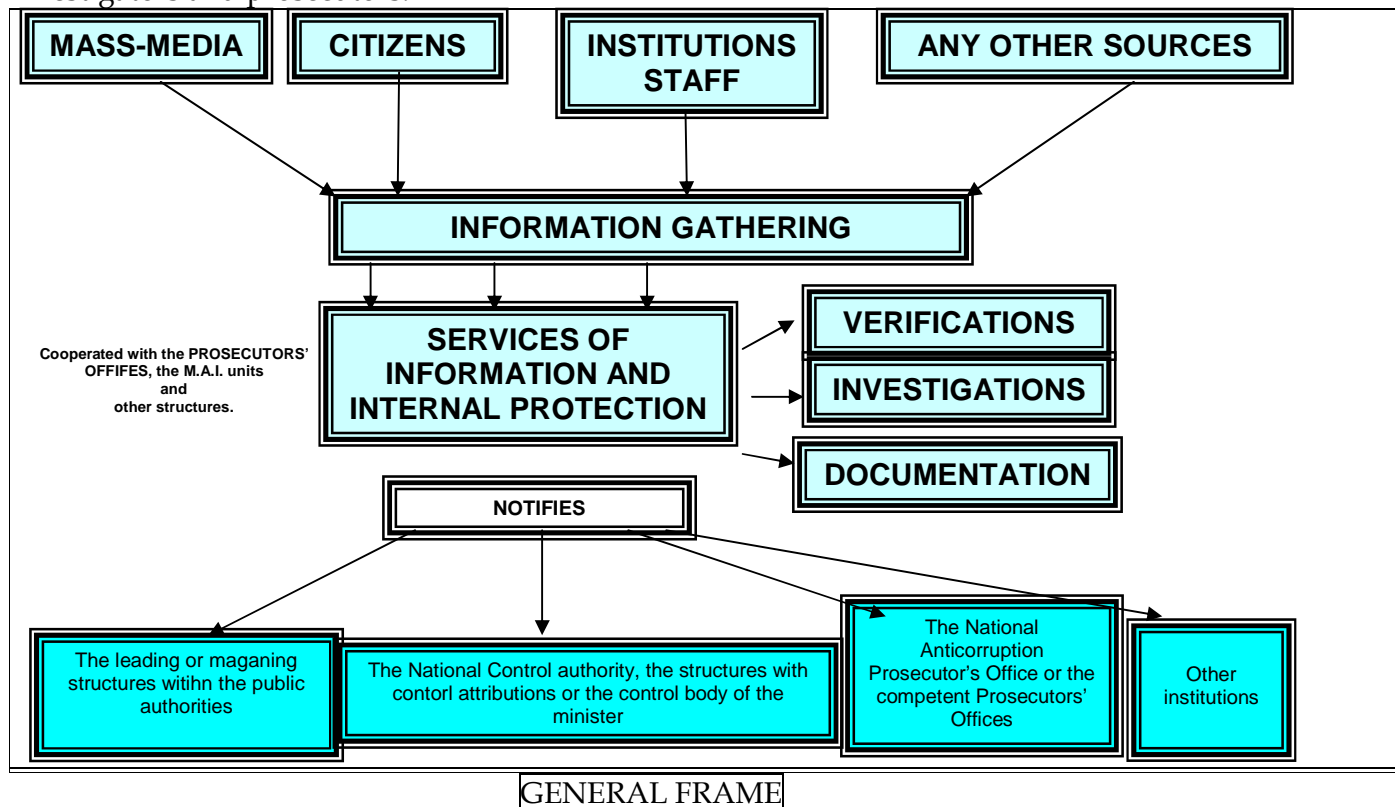 MASS-MEDIA
CITIZENS
INSTITUTIONS
STAFF
ANY OTHER SOURCES
INFORMATION GATHERING
Cooperated with the PROSECUTORS'
OFFIFES, the M.A.I. units
and
other structures.
SERVICES OF
INFORMATION AND
INTERNAL PROTECTION
VERIFICATIONS
INVESTIGATIONS
DOCUMENTATION
NOTIFIES
The leading or maganing
structures witihn the public
authorities
The National Control authority, the structures with
contorl attributions or the control body of the
minister
The National
Anticorruption
Prosecutor's Office or the
competent Prosecutors'
Offices
Other
institutions
GENERAL FRAME